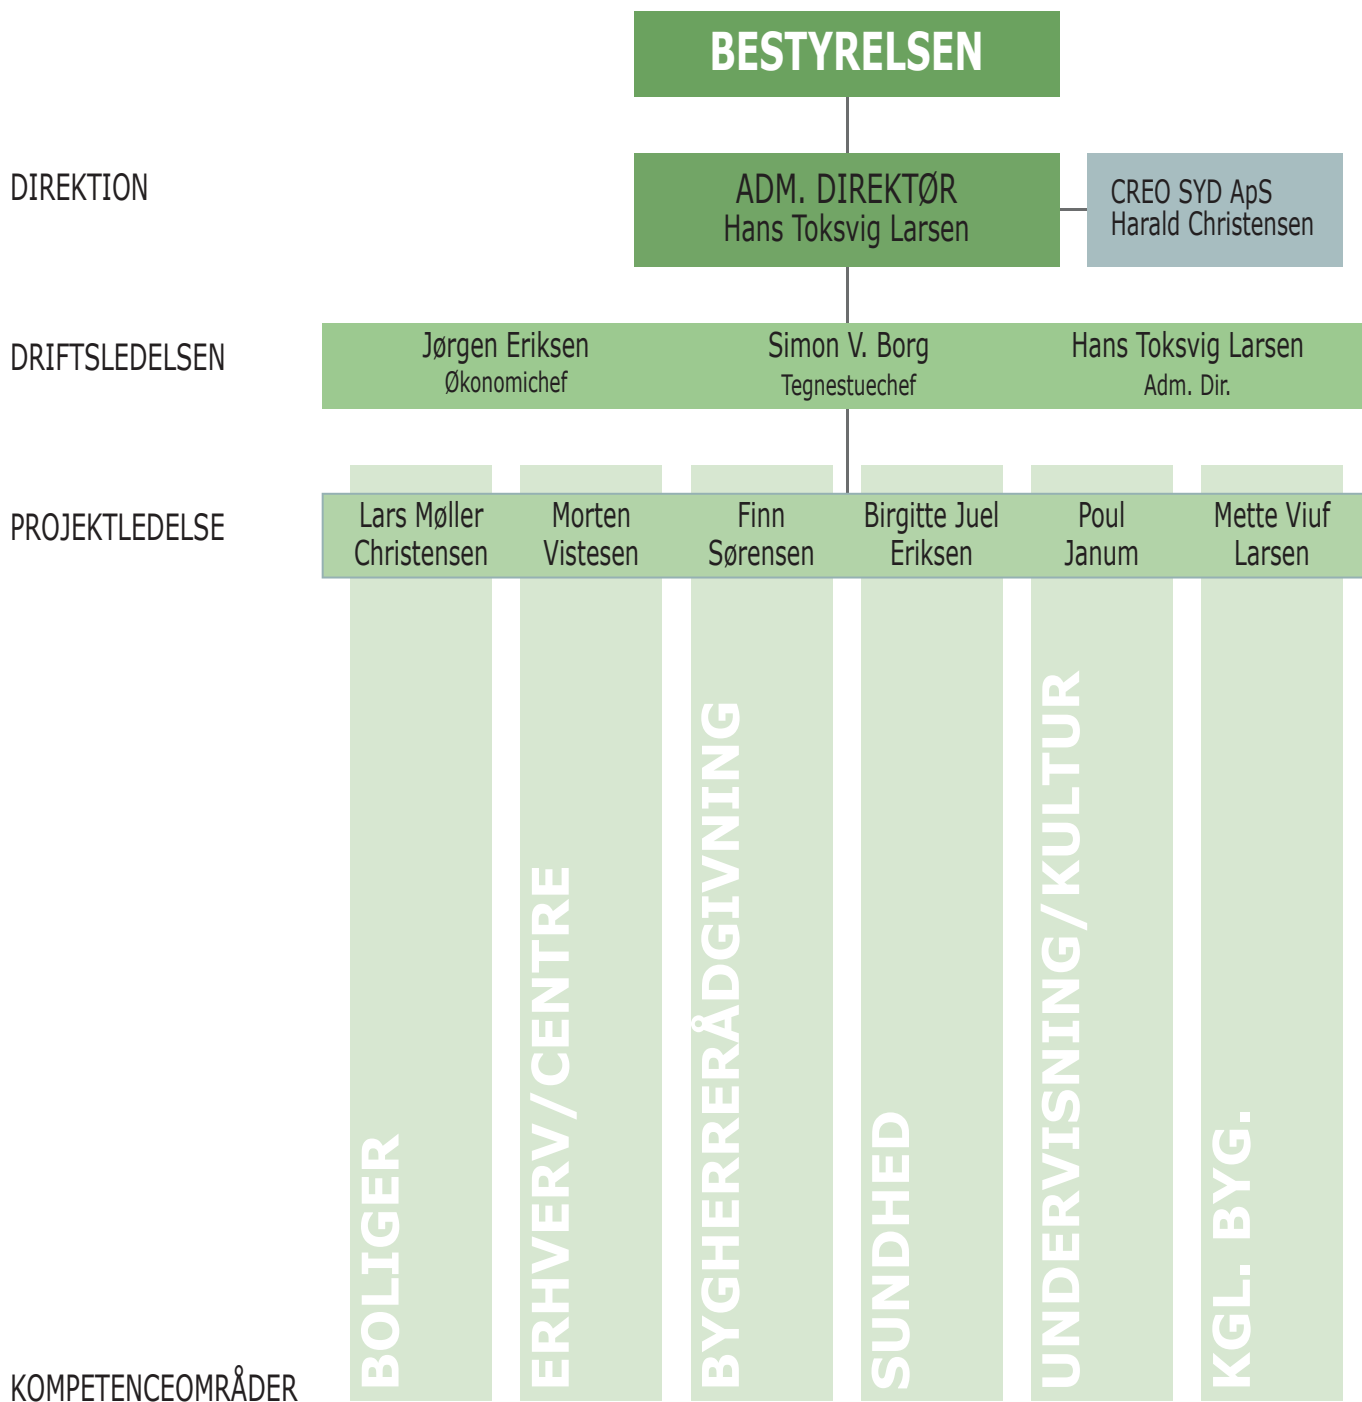 BESTYRELSEN
DIREKTION
ADM. DIREKTØR
Hans Toksvig Larsen
CREO SYD ApS
Harald Christensen
DRIFTSLEDELSEN
Jørgen Eriksen
Økonomichef
Simon V. Borg
Tegnestuechef
Hans Toksvig Larsen
Adm. Dir.
PROJEKTLEDELSE
Lars Møller
Christensen
Morten
Vistesen
Finn
Sørensen
Birgitte Juel
Eriksen
Poul
Janum
Mette Viuf
Larsen
BOLIGER
ERHVERV/CENTRE
BYGHERRERÅDGIVNING
SUNDHED
UNDERVISNING/KULTUR
KGL. BYG.
KOMPETENCEOMRÅDER